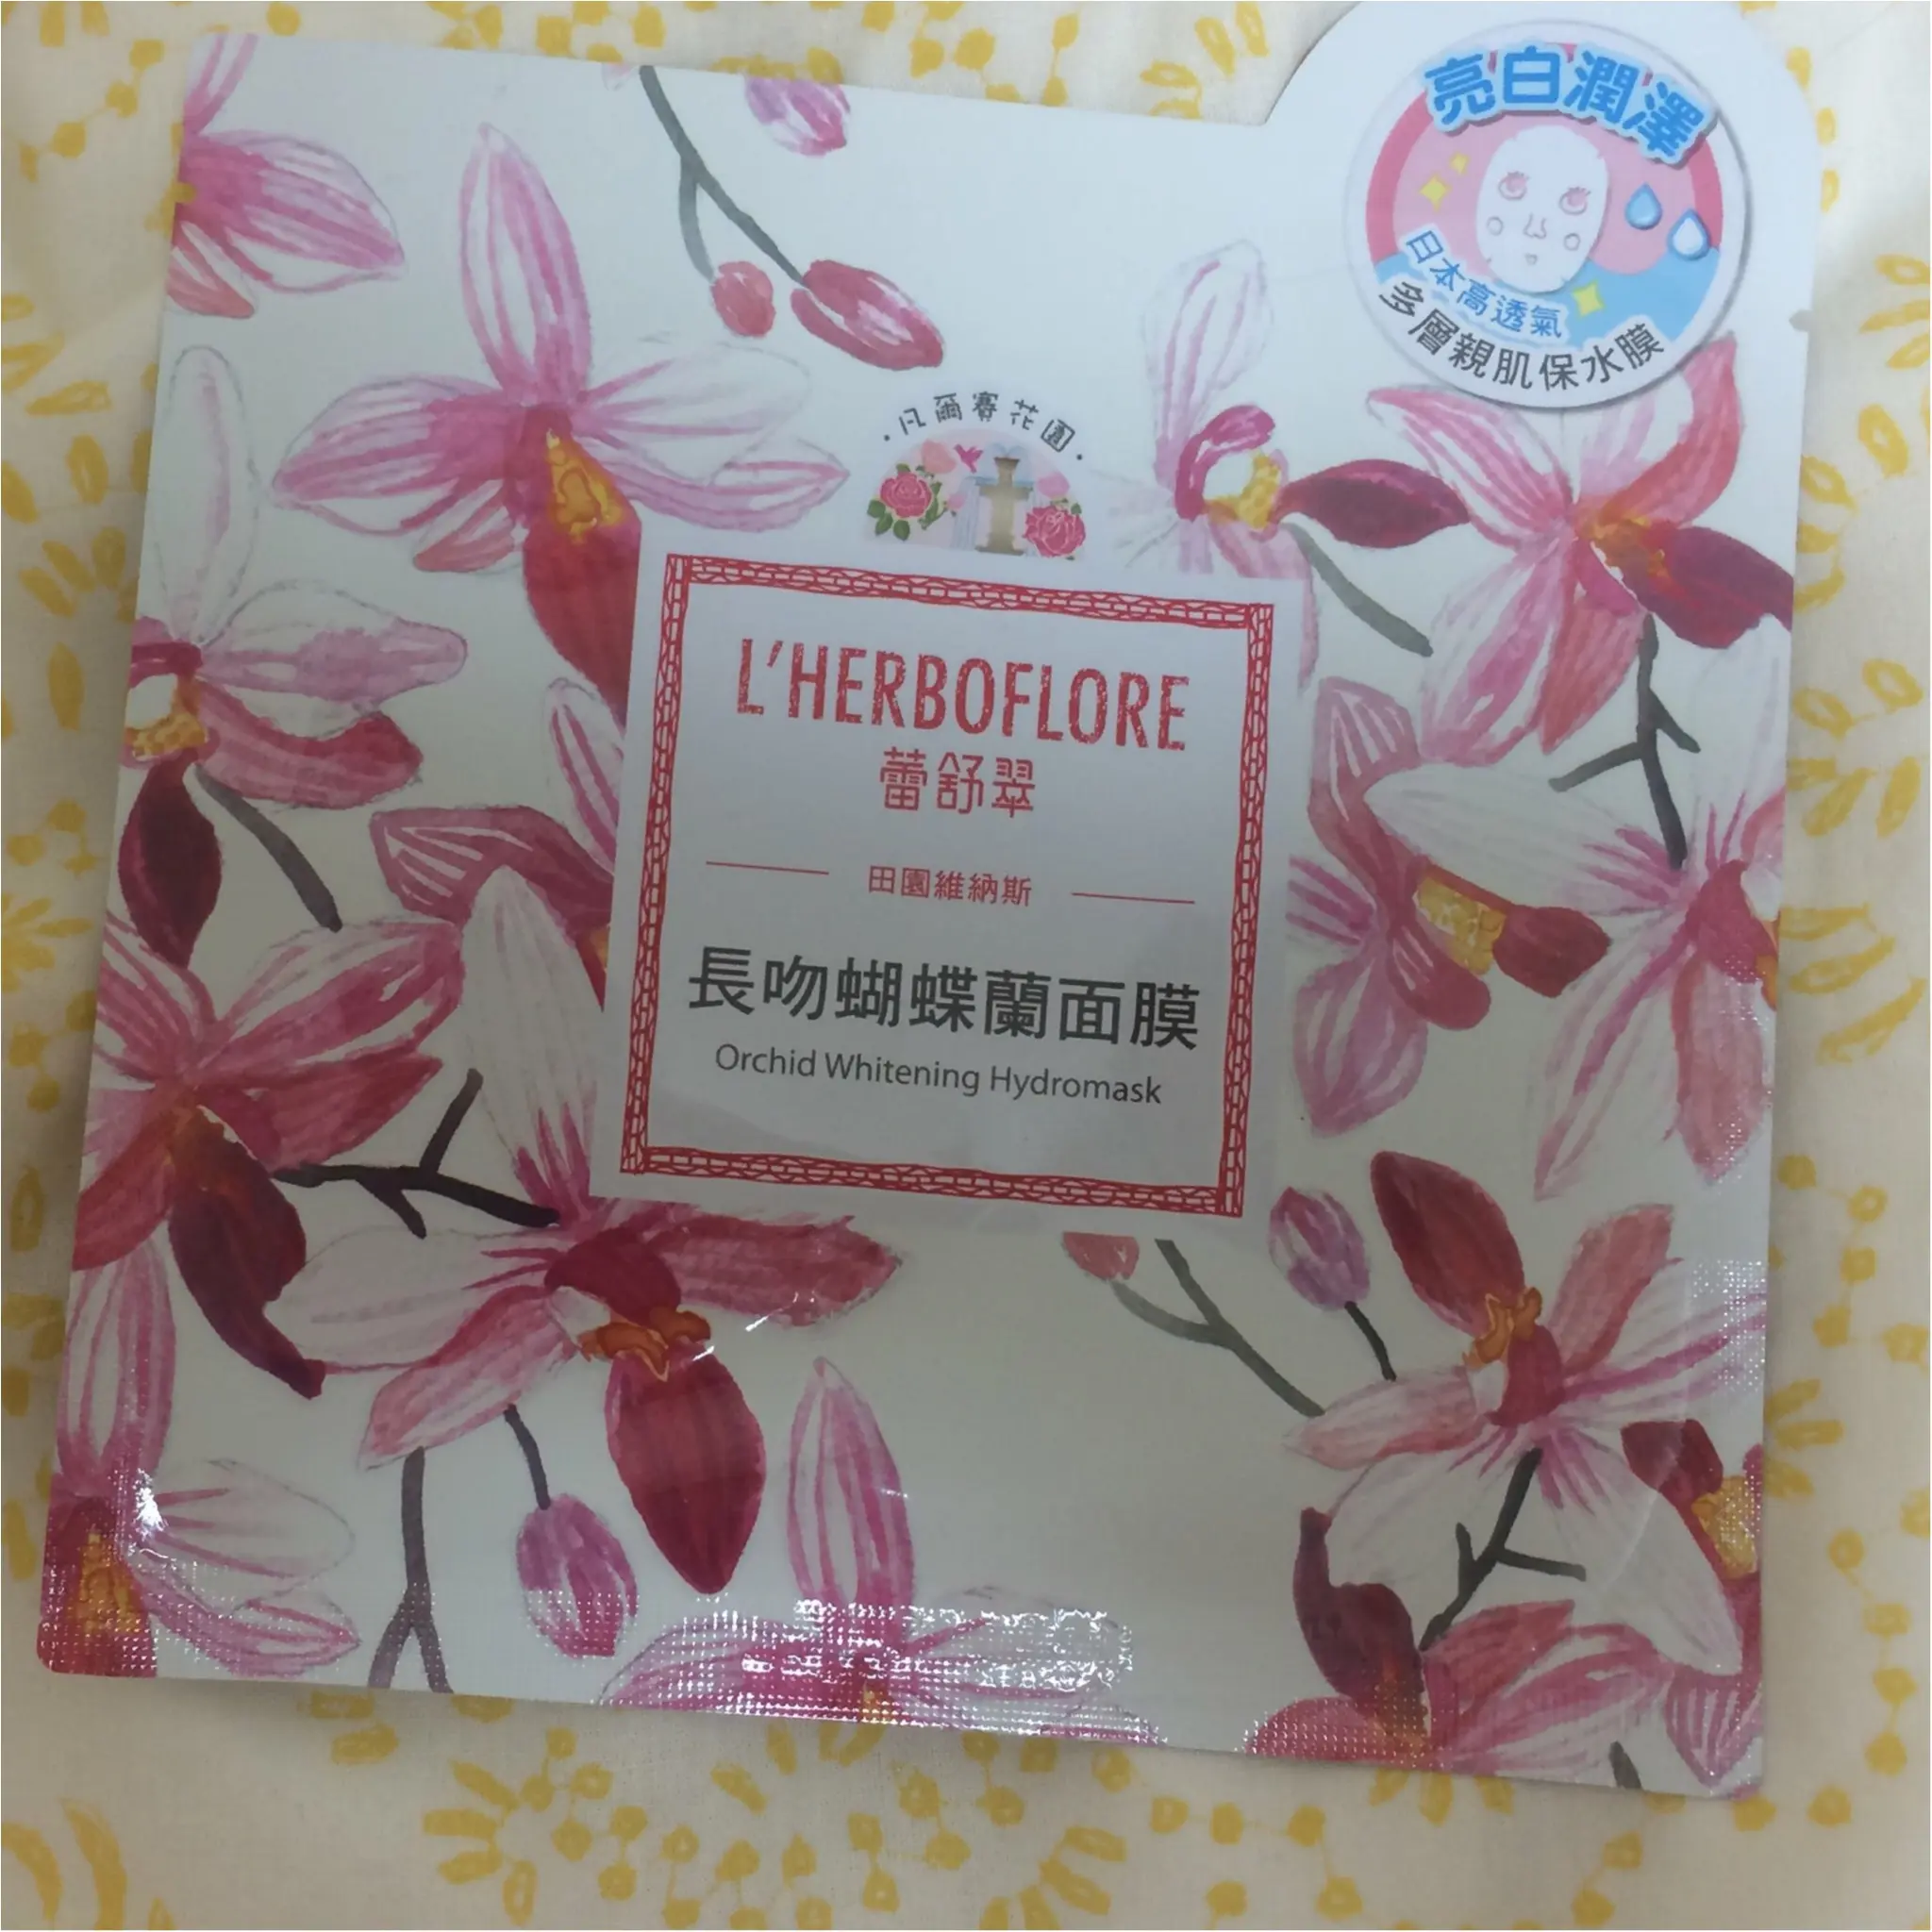 亮白潤澤
日本高透氣
多層親肌保水膜
·凡爾賽花園·
L'HERBOFLORE
蕾舒翠
田園維納斯
長吻蝴蝶蘭面膜
Orchid Whitening Hydromask